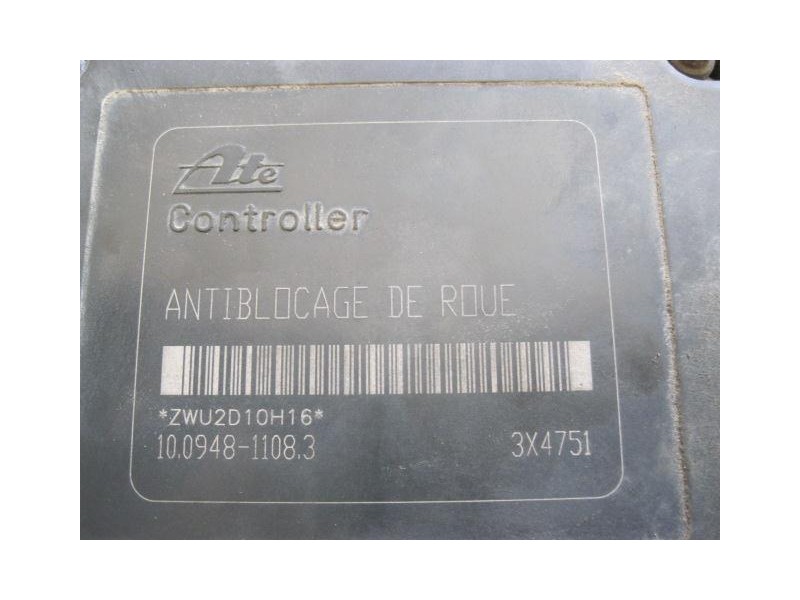 Ate
Controller
ANTIBLOCAGE DE ROUE
*ZWU2D10H16*
10.0948-1108.3 3X4751